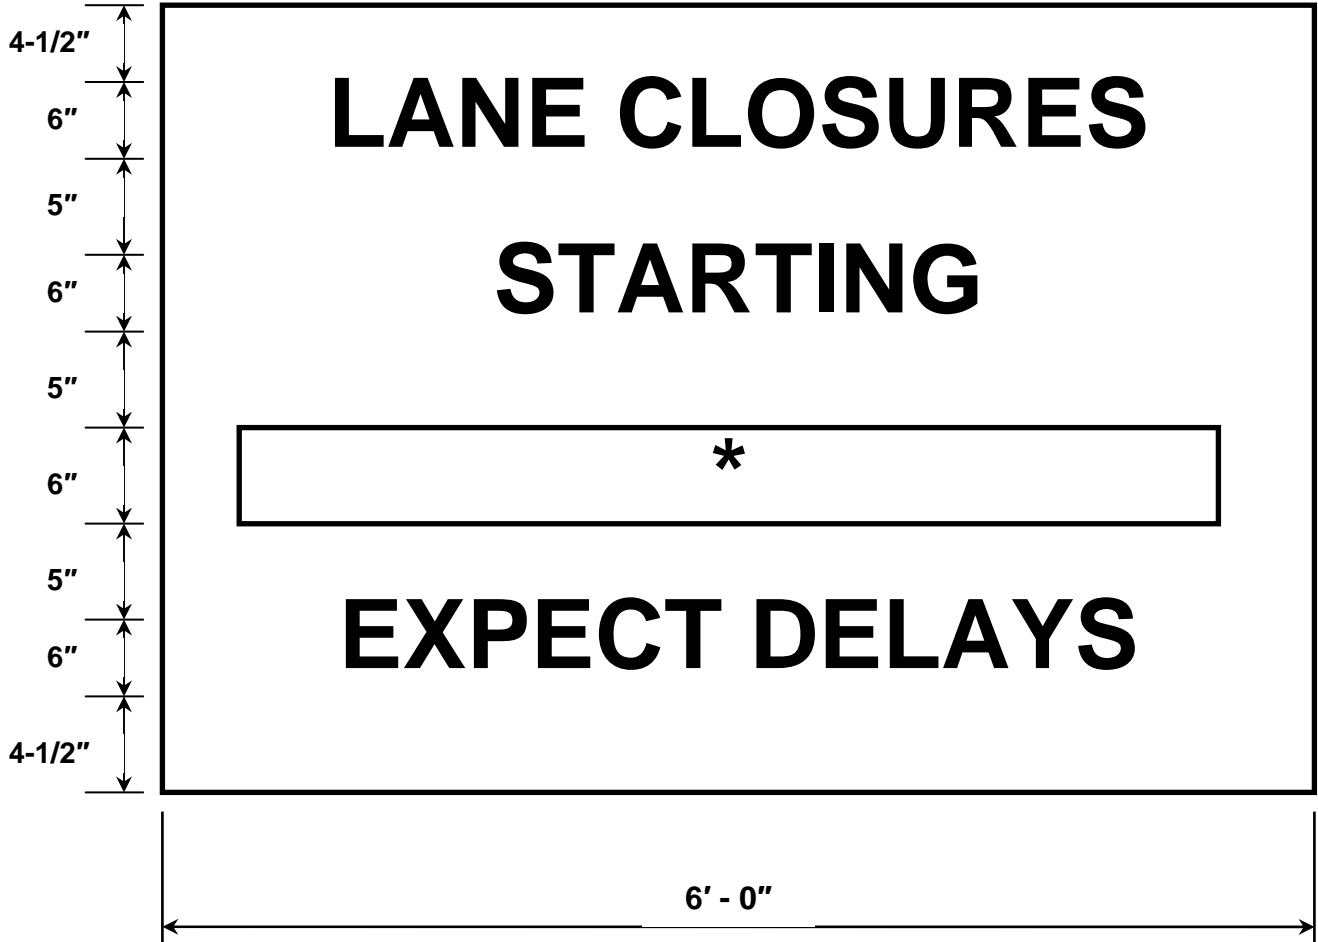 4-1/2″
LANE CLOSURES
6″
5″
STARTING
6″
5″
*
6″
5″
EXPECT DELAYS
6″
4-1/2″
6′ - 0″